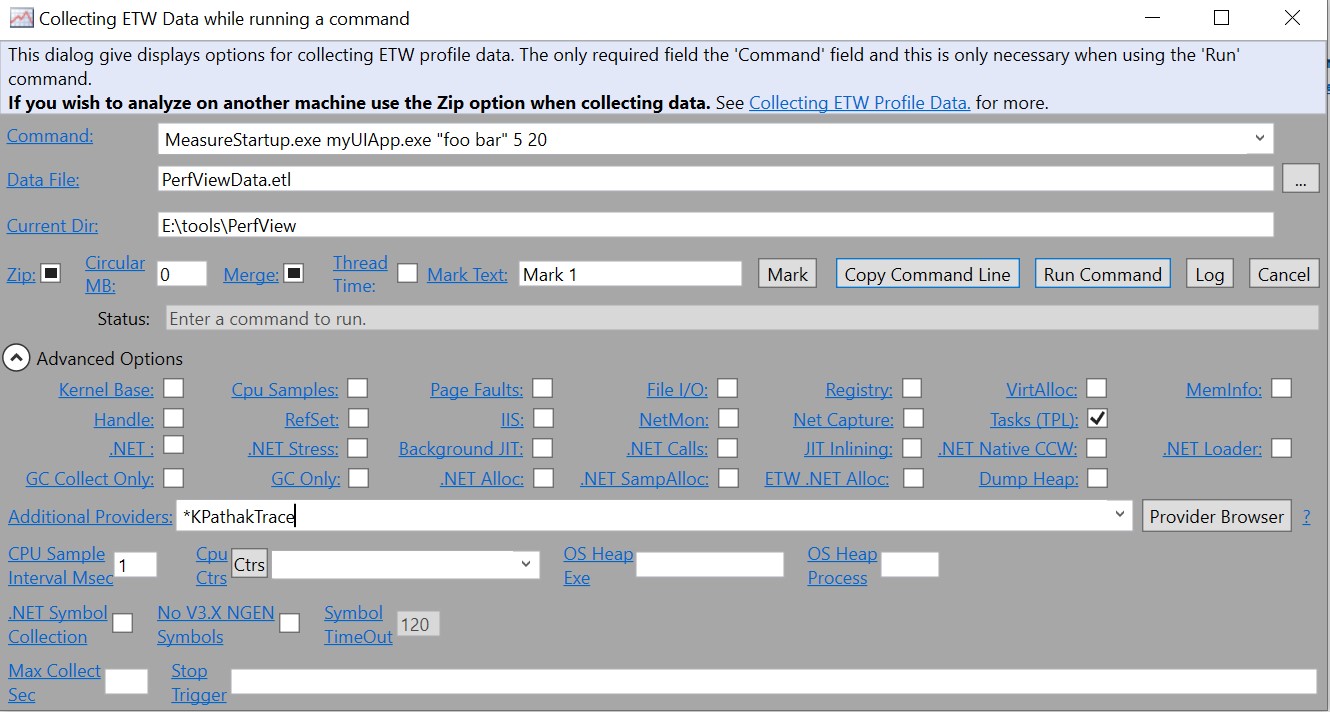 Collecting ETW Data while running a command
This dialog give displays options for collecting ETW profile data. The only required field the 'Command' field and this is only necessary when using the 'Run'
command.
If you wish to analyze on another machine use the Zip option when collecting data. See Collecting ETW Profile Data. for more.
Command: MeasureStartup.exe myUIApp.exe "foo bar" 5 20
Data File: PerfViewData.etl ...
Current Dir: E:\tools\PerfView
Zip: Circular MB: 0 Merge: Thread Time: Mark Text: Mark 1 Mark Copy Command Line Run Command Log Cancel
Status: Enter a command to run.
Advanced Options
Kernel Base: Cpu Samples: Page Faults: File I/O: Registry: VirtAlloc: MemInfo:
Handle: RefSet: IIS: NetMon: Net Capture: Tasks (TPL):
.NET : .NET Stress: Background JIT: .NET Calls: JIT Inlining: .NET Native CCW: .NET Loader:
GC Collect Only: GC Only: .NET Alloc: .NET SampAlloc: ETW .NET Alloc: Dump Heap:
Additional Providers: *KPathakTrace Provider Browser ?
CPU Sample Interval Msec 1 Cpu Ctrs Ctrs OS Heap Exe OS Heap Process
.NET Symbol Collection No V3.X NGEN Symbols Symbol TimeOut 120
Max Collect Sec Stop Trigger